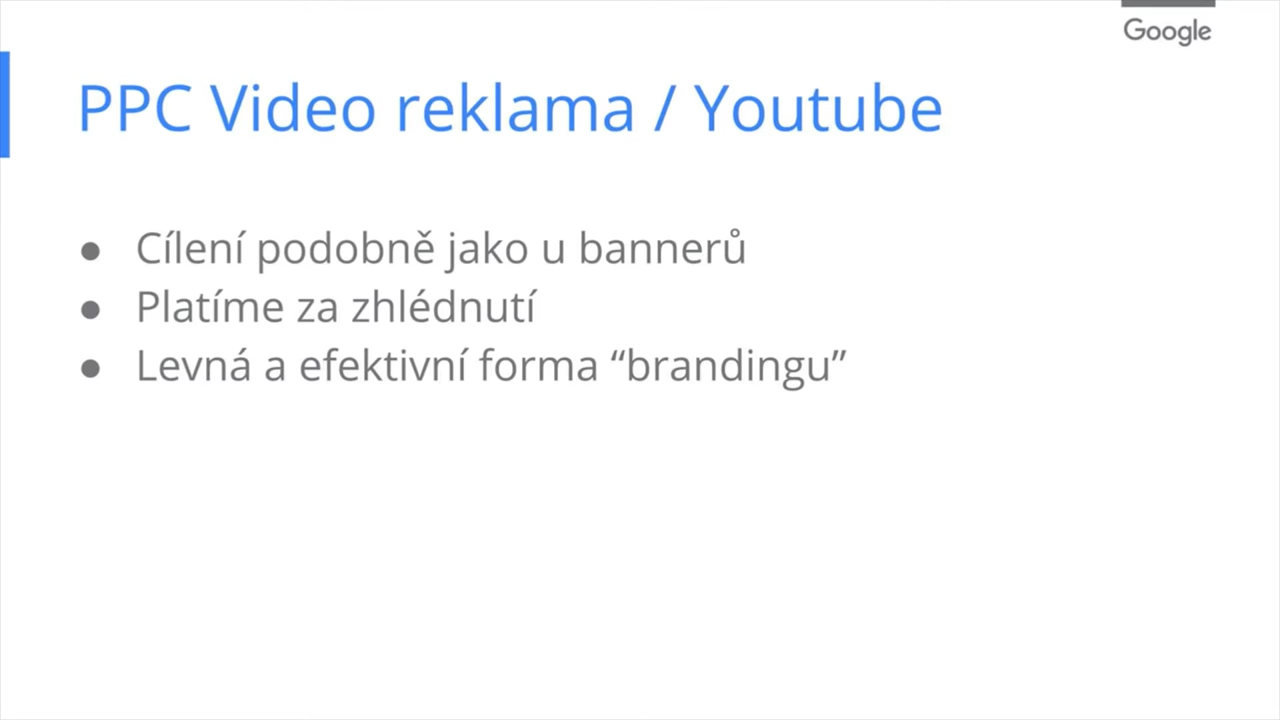 Google
PPC Video reklama / Youtube
● Cílení podobně jako u bannerů
● Platíme za zhlédnutí
● Levná a efektivní forma “brandingu”